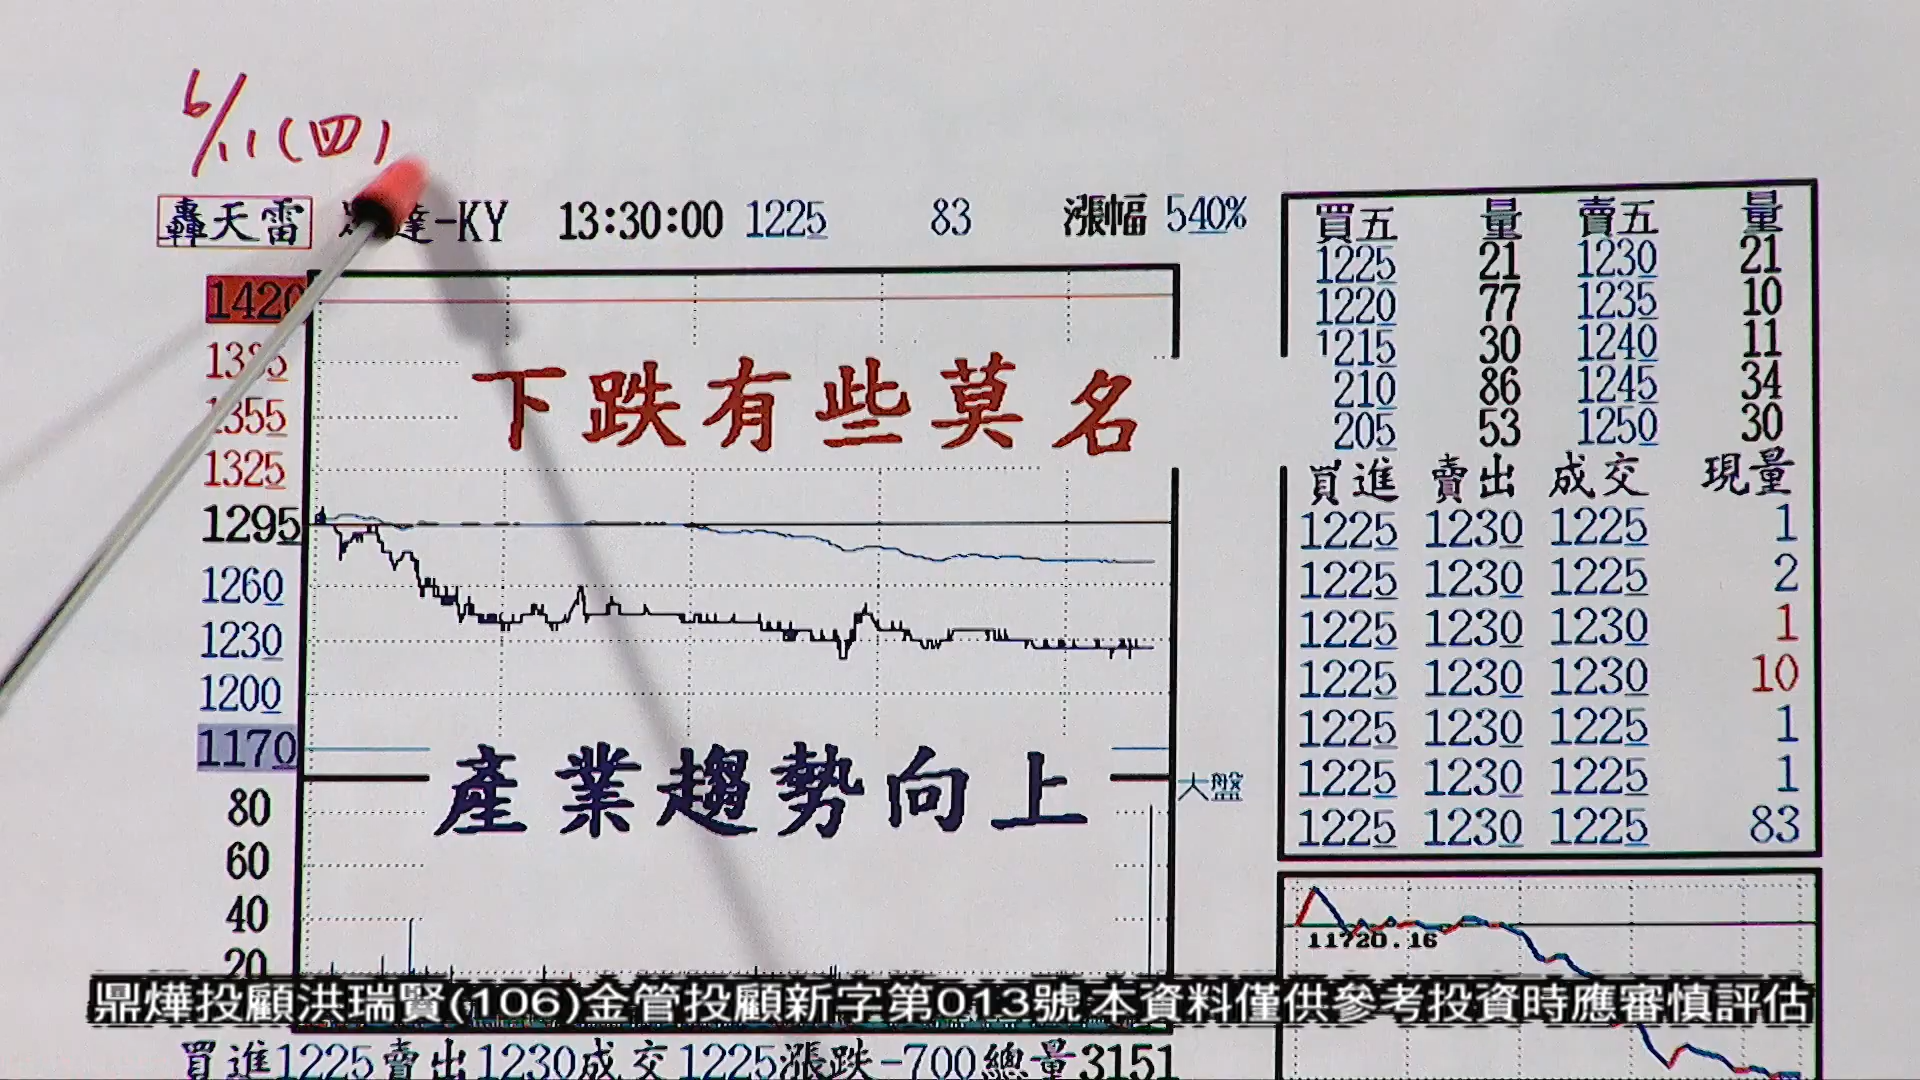 6/11(四)
轟天雷
達-KY 13:30:00 1225 83 漲幅 540%
1420
1355
1325
1295
1260
1230
1200
1170
80
60
40
20
下跌有些莫名
產業趨勢向上
大盤
買五 量 賣五 量
1225 21 1230 21
1220 77 1235 10
215 30 1240 11
210 86 1245 34
205 53 1250 30
買進 賣出 成交 現量
1225 1230 1225 1
1225 1230 1225 2
1225 1230 1230 1
1225 1230 1230 10
1225 1230 1225 1
1225 1230 1225 1
1225 1230 1225 83
11720.16
鼎燁投顧洪瑞賢(106)金管投顧新字第013號 本資料僅供參考投資時應審慎評估
買進1225賣出1230成交1225漲跌-700總量3151